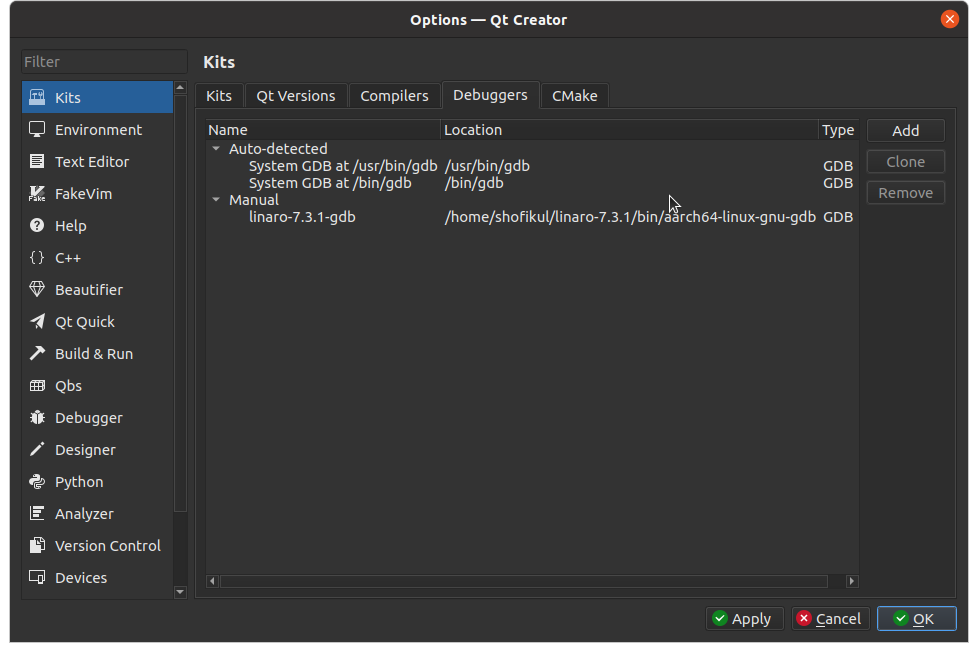 Options — Qt Creator
Filter
Kits
Environment
Text Editor
FakeVim
Help
C++
Beautifier
Qt Quick
Build & Run
Qbs
Debugger
Designer
Python
Analyzer
Version Control
Devices
Kits
Kits Qt Versions Compilers Debuggers CMake
Name Location Type
Auto-detected
System GDB at /usr/bin/gdb /usr/bin/gdb GDB
System GDB at /bin/gdb /bin/gdb GDB
Manual
linaro-7.3.1-gdb /home/shofikul/linaro-7.3.1/bin/aarch64-linux-gnu-gdb GDB
Add
Clone
Remove
Apply Cancel OK